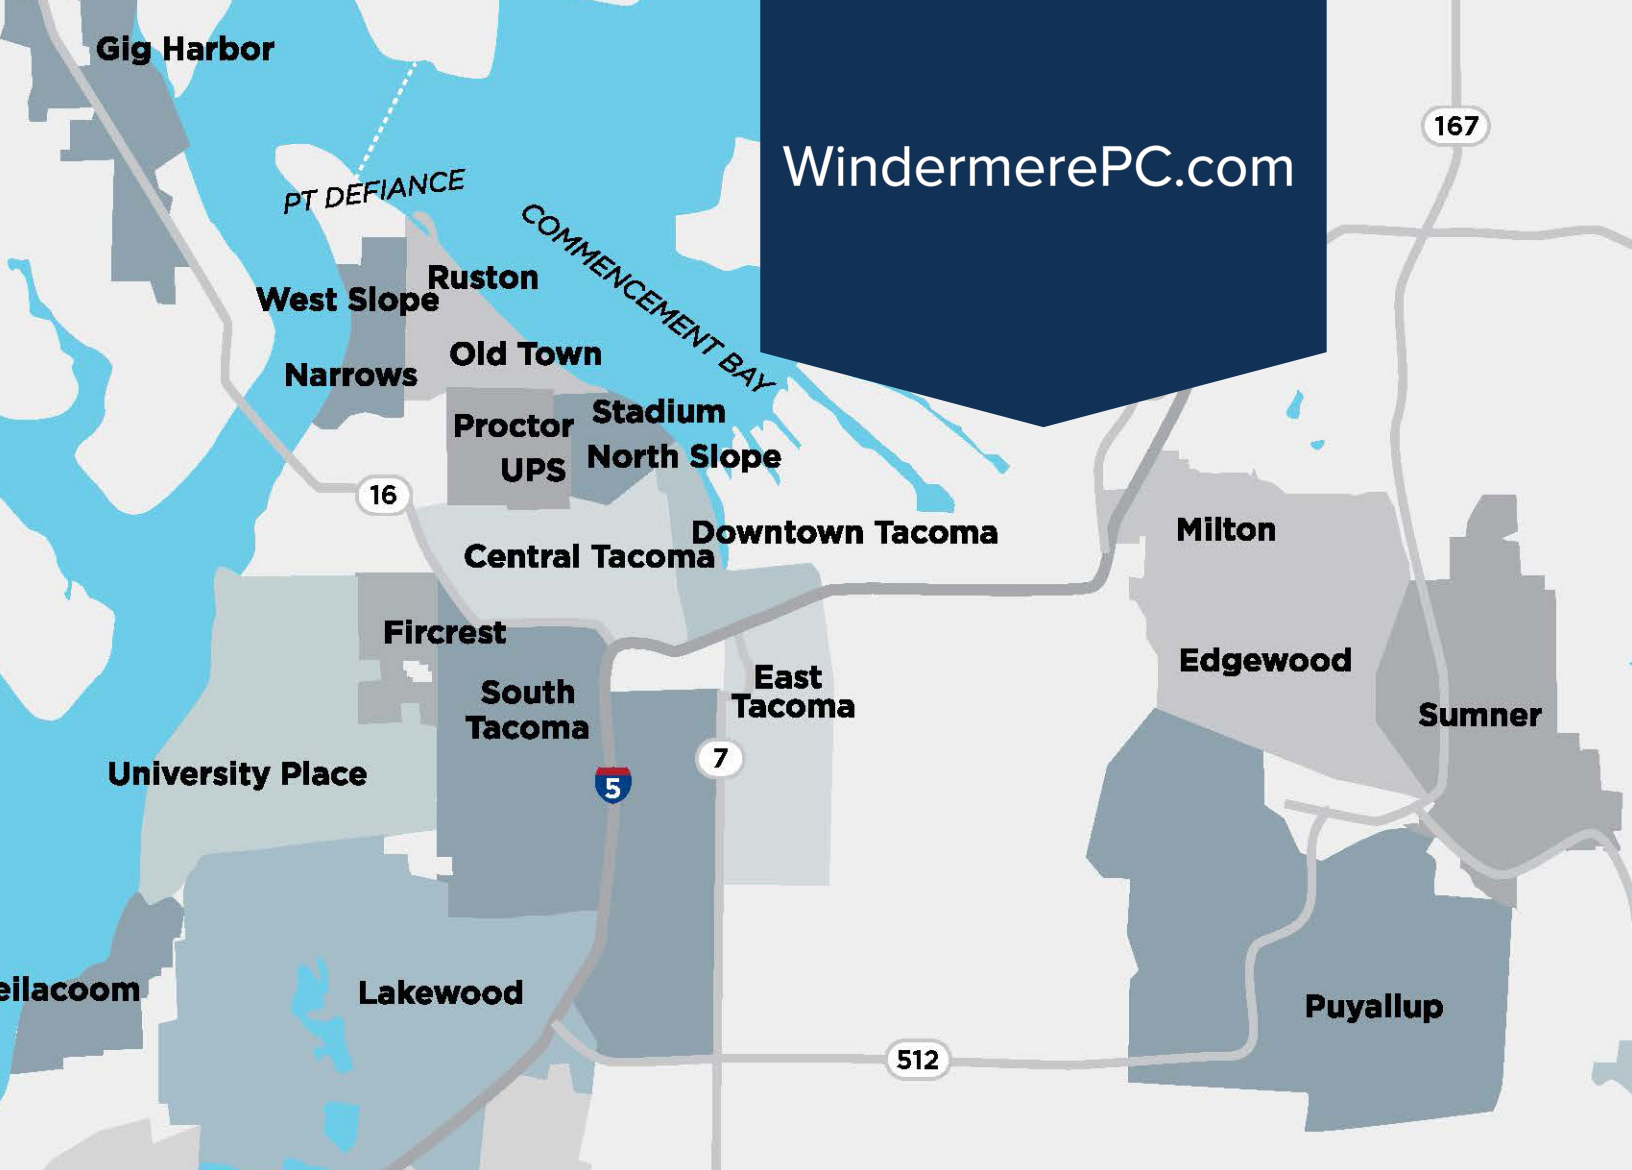 Gig Harbor
167
WindermerePC.com
PT DEFIANCE
COMMENCEMENT BAY
Ruston
West Slope
Old Town
Narrows
Stadium
Proctor
North Slope
UPS
16
Downtown Tacoma
Milton
Central Tacoma
Fircrest
Edgewood
East
Tacoma
South
Tacoma
Sumner
7
University Place
5
eilacoom
Lakewood
Puyallup
512